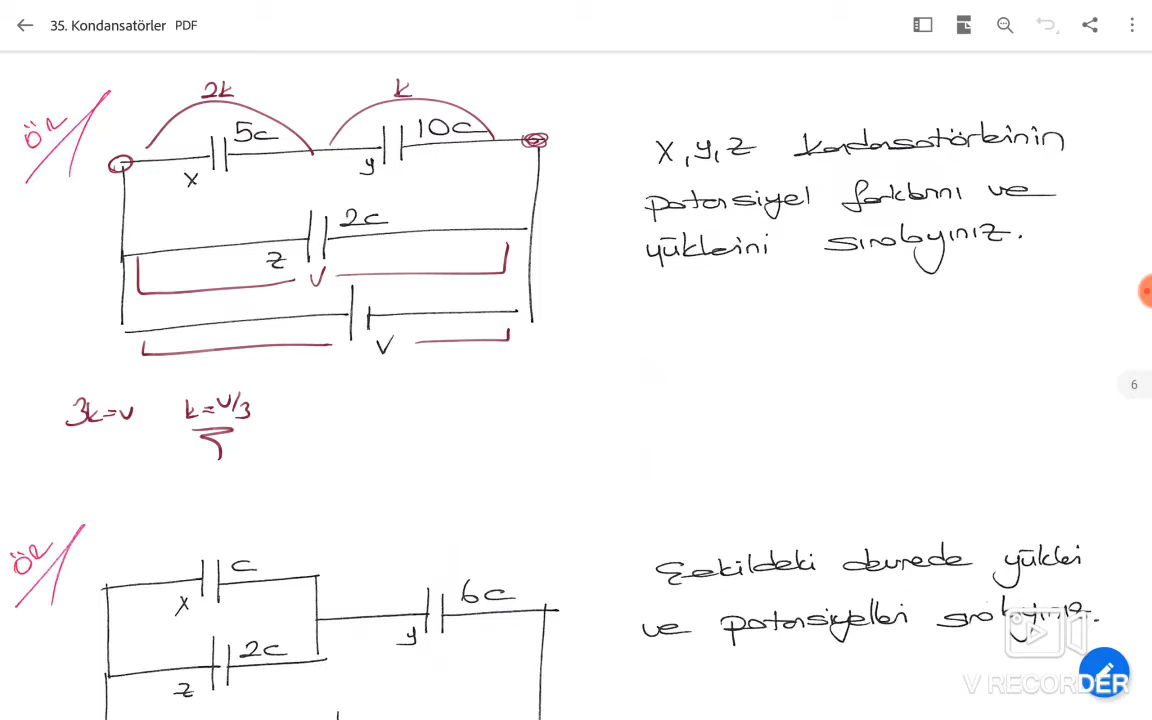 35. Kondansatörler PDF
ÖR
2k
k
5c
10c
x
y
2c
z
V
V
x, y, z kondansatörlerinin
potansiyel farklarını ve
yüklerini sıralayınız.
6
3k=v k=v/3
ÖR
c
x
6c
y
2c
z
Şekildeki devrede yükleri
ve potansiyelleri sıralayınız.
V RECORDER